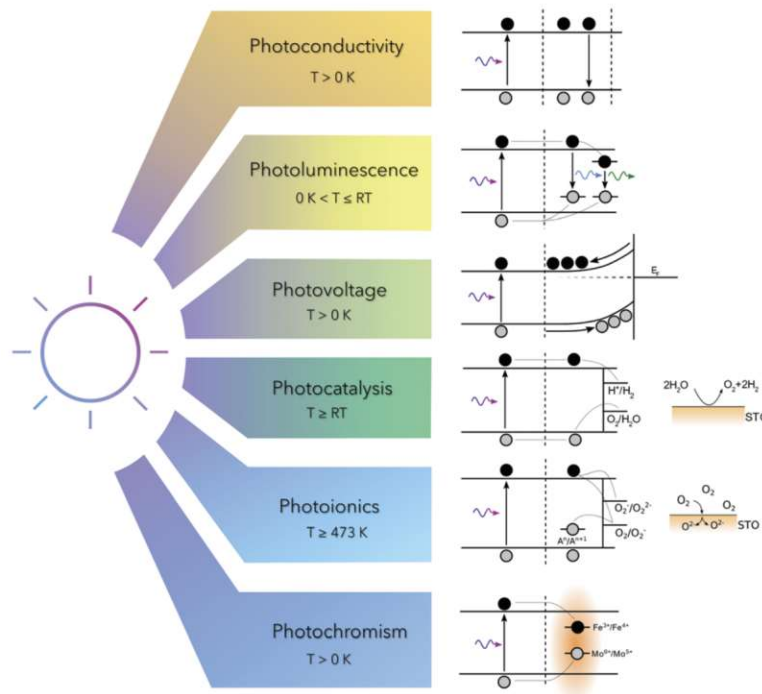 Photoconductivity
T > 0 K
Photoluminescence
0 K < T ≤ RT
Photovoltage
T > 0 K
E_F
Photocatalysis
T ≥ RT
H⁺/H₂
O₂/H₂O
2H₂O O₂+2H₂
STO
Photoionics
T ≥ 473 K
O₂⁻/O₂²⁻
O₂/O₂⁻
Aⁿ/Aⁿ⁺¹
O₂
O₂ O₂
O²⁻ O²⁻ STO
Photochromism
T > 0 K
Fe³⁺/Fe⁴⁺
Mo⁶⁺/Mo⁵⁺